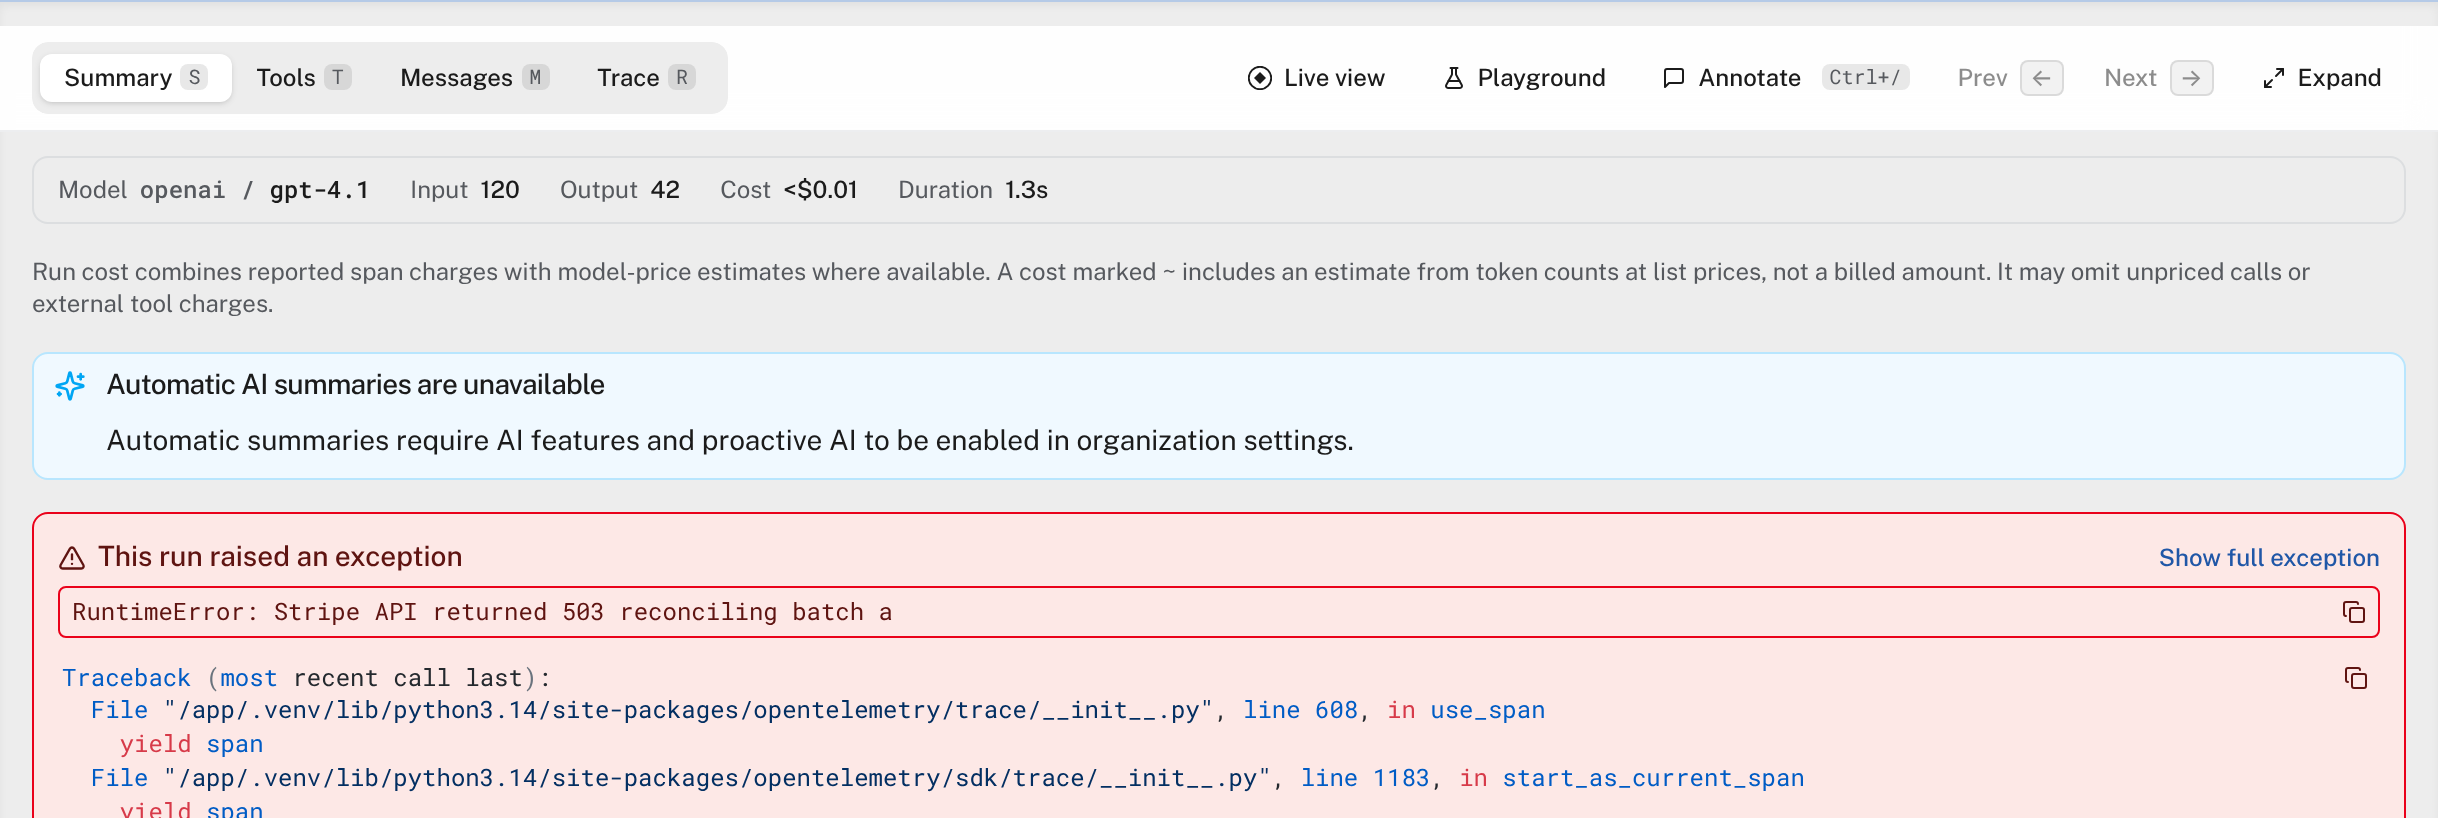 Summary S Tools T Messages M Trace R Live view Playground Annotate Ctrl+/ Prev ← Next → Expand
Model openai / gpt-4.1 Input 120 Output 42 Cost <$0.01 Duration 1.3s
Run cost combines reported span charges with model-price estimates where available. A cost marked ~ includes an estimate from token counts at list prices, not a billed amount. It may omit unpriced calls or
external tool charges.
Automatic AI summaries are unavailable
Automatic summaries require AI features and proactive AI to be enabled in organization settings.
This run raised an exception Show full exception
RuntimeError: Stripe API returned 503 reconciling batch a
Traceback (most recent call last):
  File "/app/.venv/lib/python3.14/site-packages/opentelemetry/trace/__init__.py", line 608, in use_span
    yield span
  File "/app/.venv/lib/python3.14/site-packages/opentelemetry/sdk/trace/__init__.py", line 1183, in start_as_current_span
    yield span